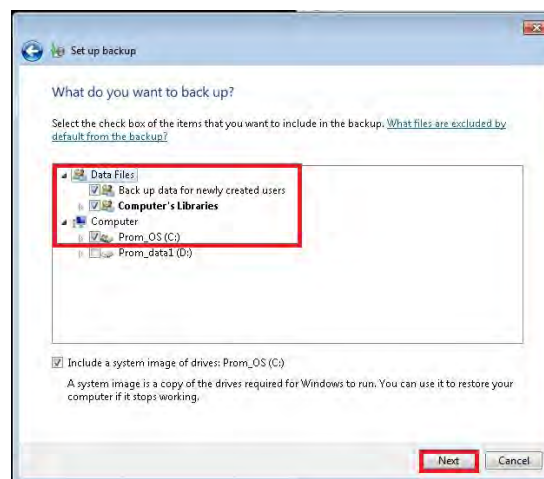 Set up backup
What do you want to back up?
Select the check box of the items that you want to include in the backup. What files are excluded by
default from the backup?
Data Files
Back up data for newly created users
Computer's Libraries
Computer
Prom_OS (C:)
Prom_data1 (D:)
Include a system image of drives: Prom_OS (C:)
A system image is a copy of the drives required for Windows to run. You can use it to restore your
computer if it stops working.
Next Cancel